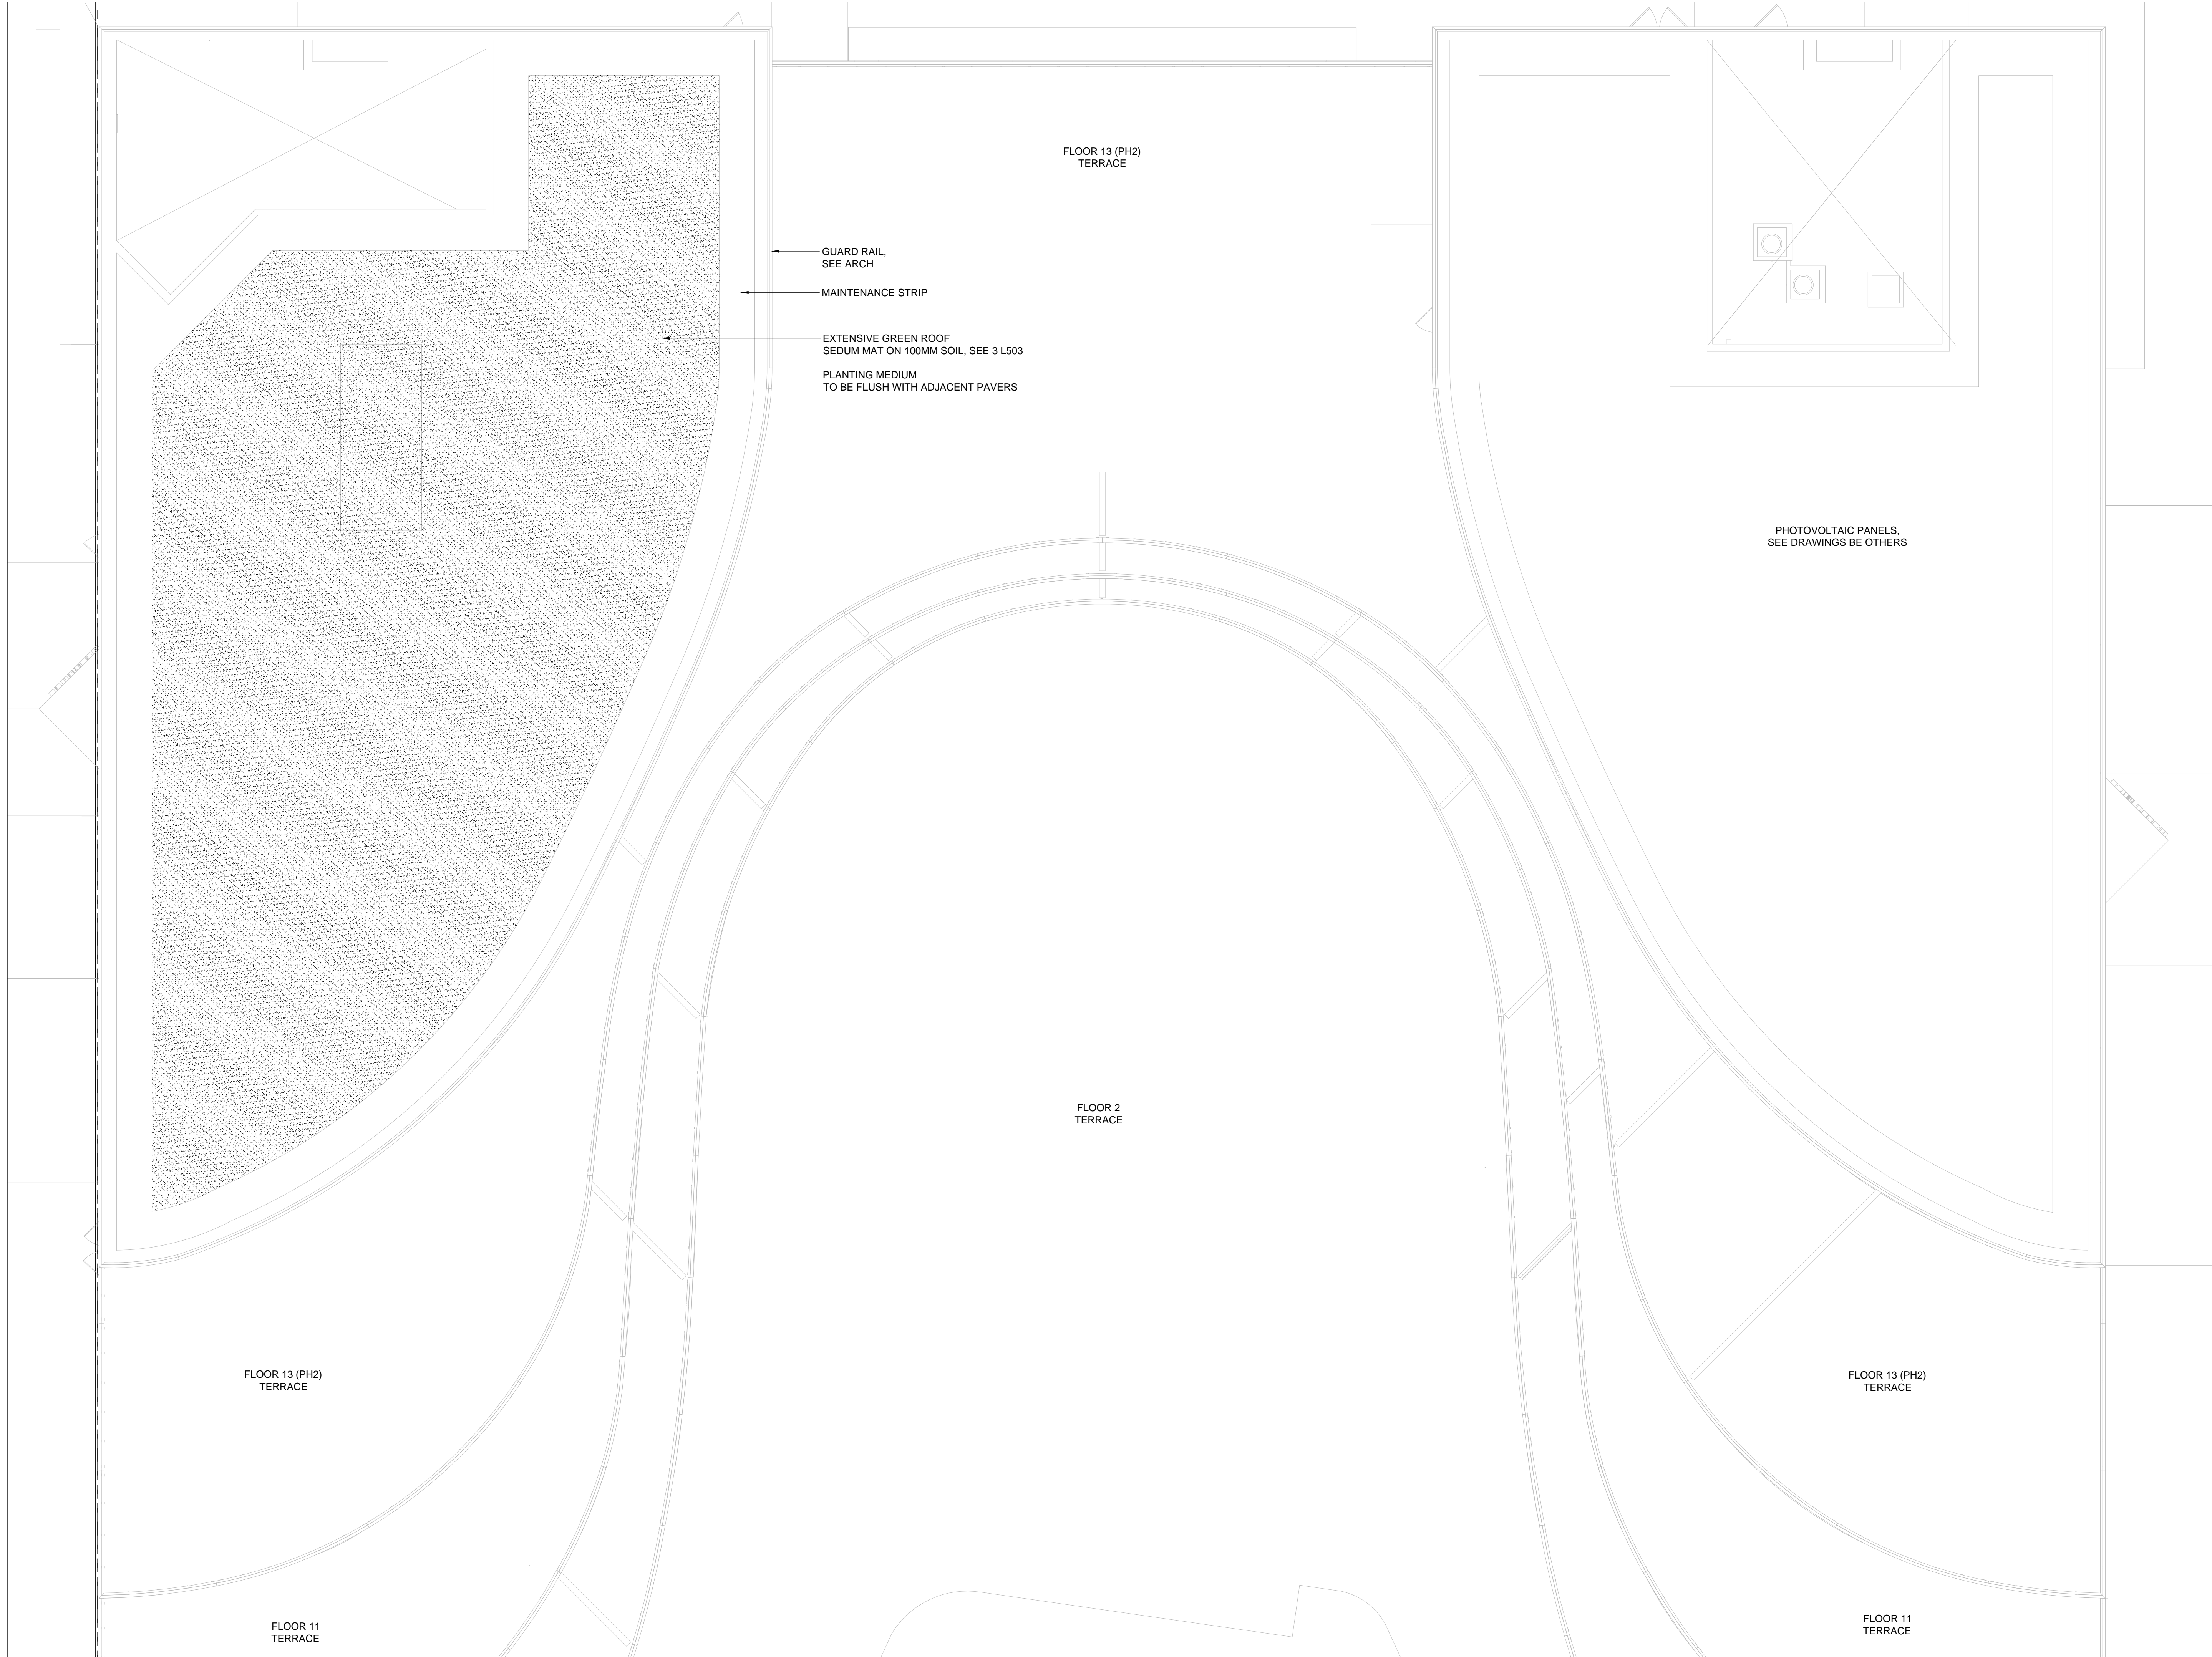 FLOOR 13 (PH2)
TERRACE
GUARD RAIL,
SEE ARCH
MAINTENANCE STRIP
EXTENSIVE GREEN ROOF
SEDUM MAT ON 100MM SOIL, SEE 3 L503
PLANTING MEDIUM
TO BE FLUSH WITH ADJACENT PAVERS
PHOTOVOLTAIC PANELS,
SEE DRAWINGS BE OTHERS
FLOOR 2
TERRACE
FLOOR 13 (PH2)
TERRACE
FLOOR 13 (PH2)
TERRACE
FLOOR 11
TERRACE
FLOOR 11
TERRACE